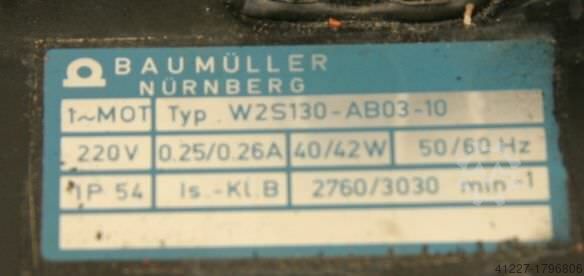 BAUMÜLLER
NÜRNBERG
1~MOT Typ W2S130-AB03-10
220V 0.25/0.26A 40/42W 50/60 Hz
IP 54 Is.-Kl.B 2760/3030 min-1
41227-1796806